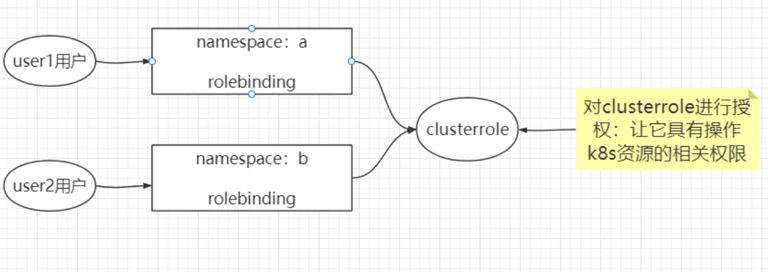 user1用户
namespace：a
rolebinding
clusterrole
对clusterrole进行授
权：让它具有操作
k8s资源的相关权限
user2用户
namespace：b
rolebinding